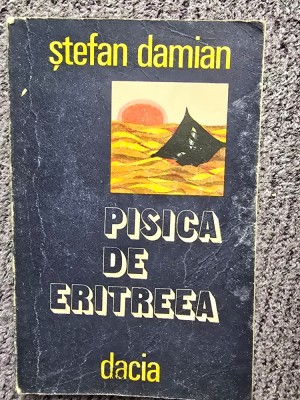 ștefan damian
PISICA
DE
ERITREEA
dacia